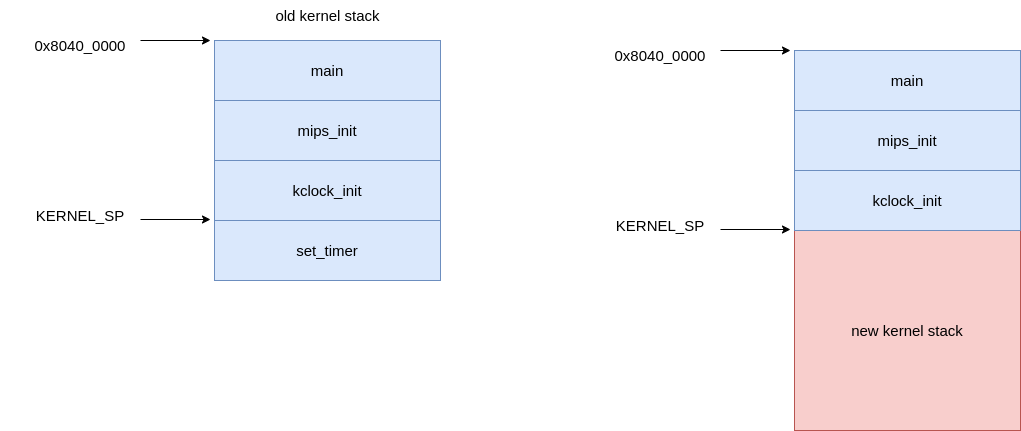 old kernel stack
0x8040_0000
main
mips_init
kclock_init
KERNEL_SP
set_timer
0x8040_0000
main
mips_init
kclock_init
KERNEL_SP
new kernel stack